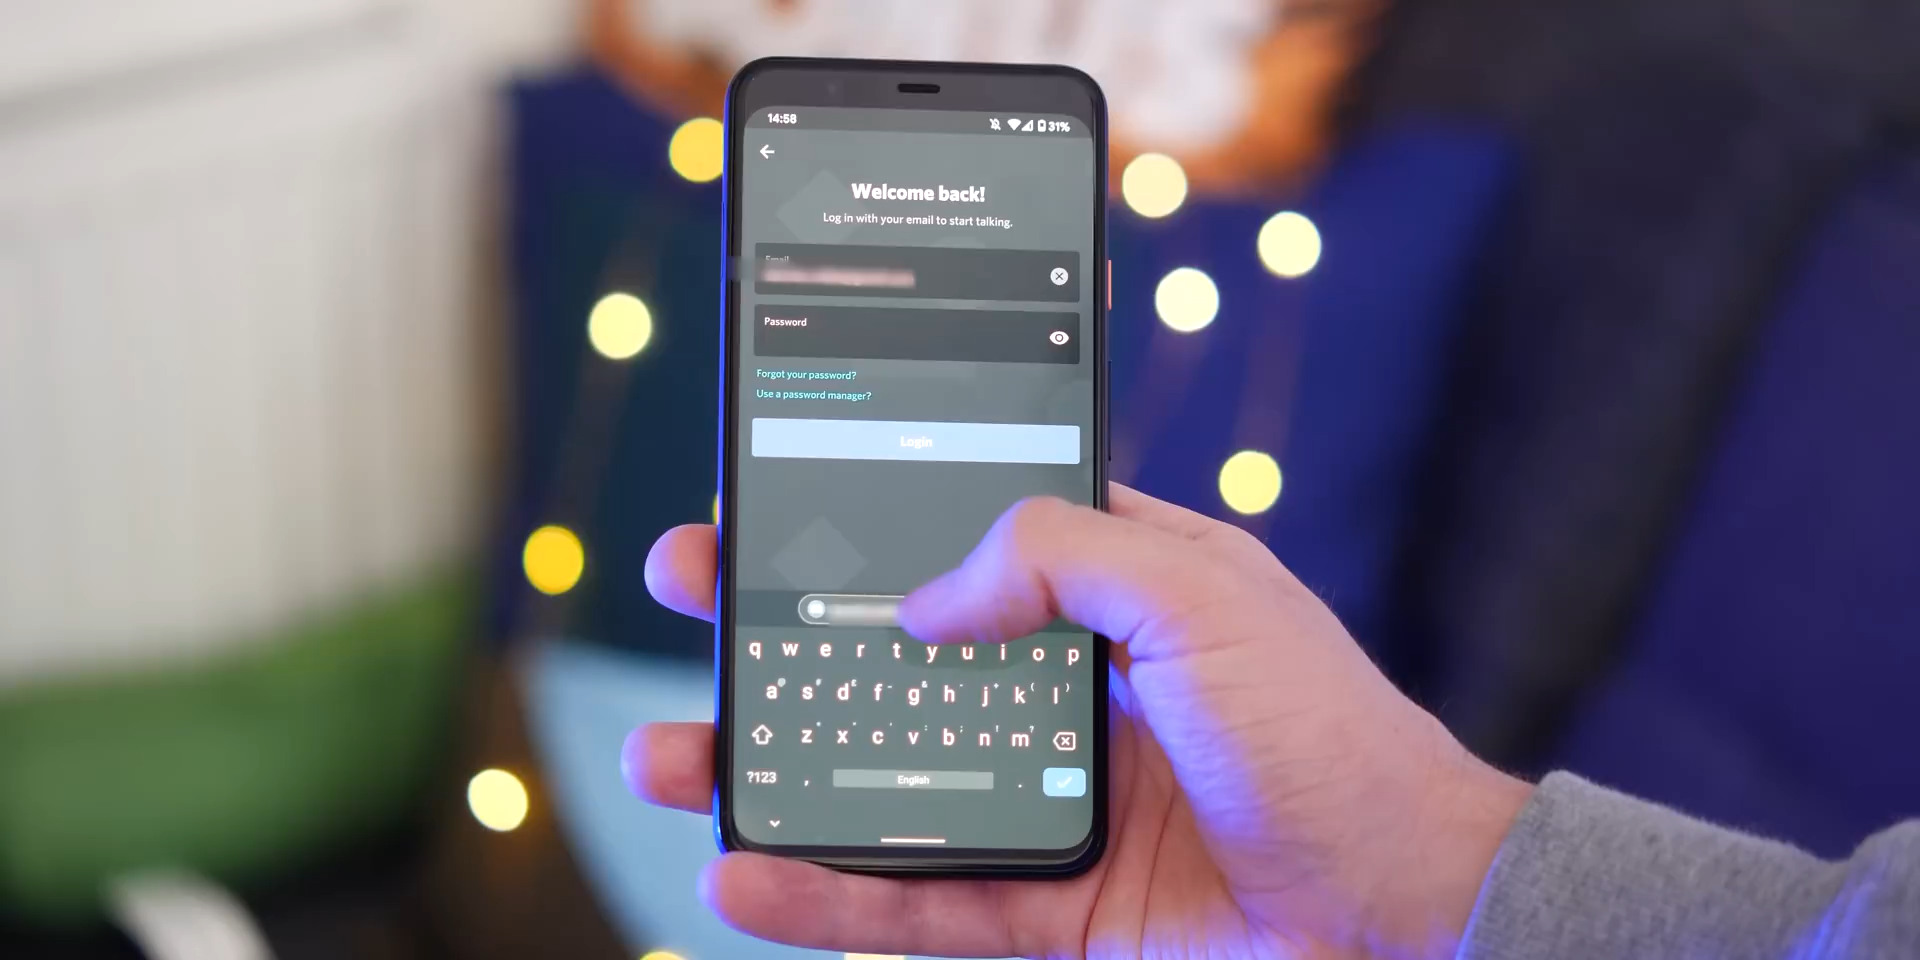 14:58
31%
Welcome back!
Log in with your email to start talking.
Email
Password
Forgot your password?
Use a password manager?
Login
q w e r t y u i o p
a s d £ f - g & h - j + k ( l )
z x c v b n m
?123 , English .